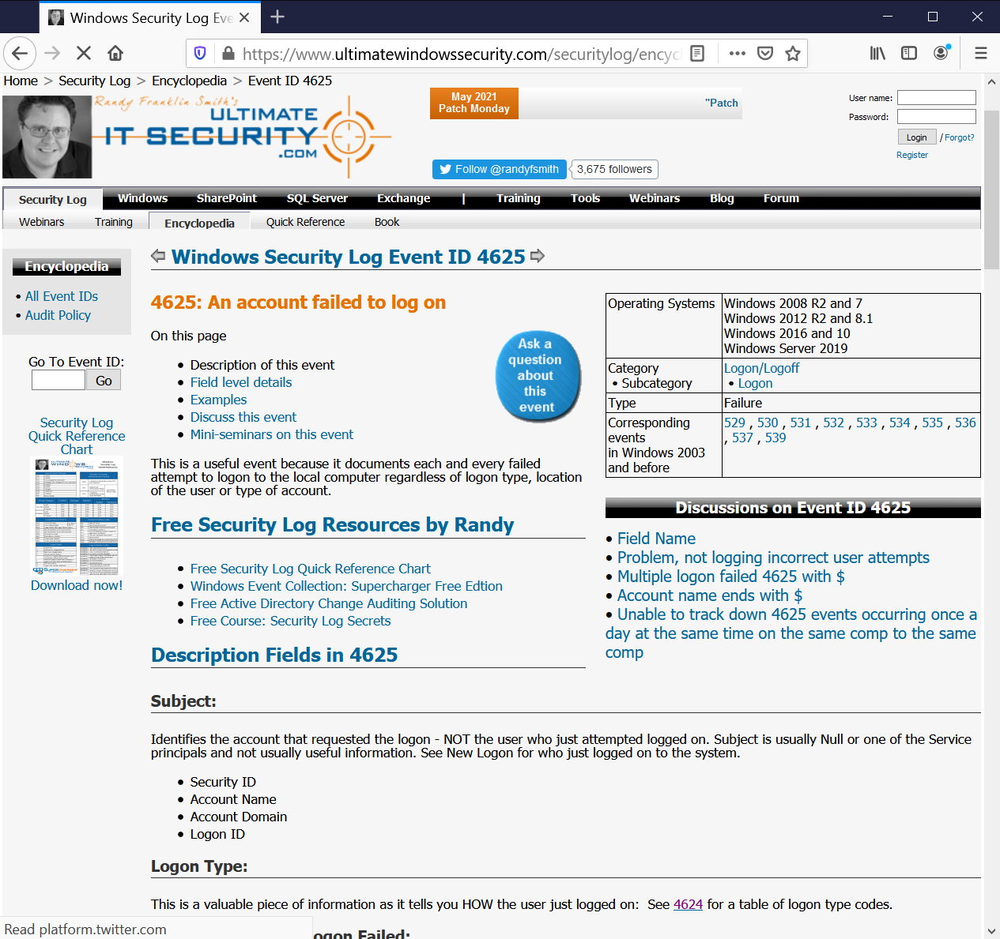 Windows Security Log Eve
https://www.ultimatewindowssecurity.com/securitylog/encyc
Home > Security Log > Encyclopedia > Event ID 4625
Randy Franklin Smith's
ULTIMATE
IT SECURITY
.COM
May 2021
Patch Monday
"Patch
User name:
Password:
Login / Forgot?
Register
Follow @randyfsmith 3,675 followers
Security Log Windows SharePoint SQL Server Exchange | Training Tools Webinars Blog Forum
Webinars Training Encyclopedia Quick Reference Book
Encyclopedia
• All Event IDs
• Audit Policy
Go To Event ID:
Go
Security Log
Quick Reference
Chart
Download now!
Windows Security Log Event ID 4625
4625: An account failed to log on
On this page
• Description of this event
• Field level details
• Examples
• Discuss this event
• Mini-seminars on this event
Ask a
question
about
this
event
This is a useful event because it documents each and every failed
attempt to logon to the local computer regardless of logon type, location
of the user or type of account.
Operating Systems Windows 2008 R2 and 7
Windows 2012 R2 and 8.1
Windows 2016 and 10
Windows Server 2019
Category Logon/Logoff
• Subcategory • Logon
Type Failure
Corresponding 529 , 530 , 531 , 532 , 533 , 534 , 535 , 536
events , 537 , 539
in Windows 2003
and before
Free Security Log Resources by Randy
• Free Security Log Quick Reference Chart
• Windows Event Collection: Supercharger Free Edtion
• Free Active Directory Change Auditing Solution
• Free Course: Security Log Secrets
Discussions on Event ID 4625
• Field Name
• Problem, not logging incorrect user attempts
• Multiple logon failed 4625 with $
• Account name ends with $
• Unable to track down 4625 events occurring once a
day at the same time on the same comp to the same
comp
Description Fields in 4625
Subject:
Identifies the account that requested the logon - NOT the user who just attempted logged on. Subject is usually Null or one of the Service
principals and not usually useful information. See New Logon for who just logged on to the system.
• Security ID
• Account Name
• Account Domain
• Logon ID
Logon Type:
This is a valuable piece of information as it tells you HOW the user just logged on: See 4624 for a table of logon type codes.
ogon Failed:
Read platform.twitter.com